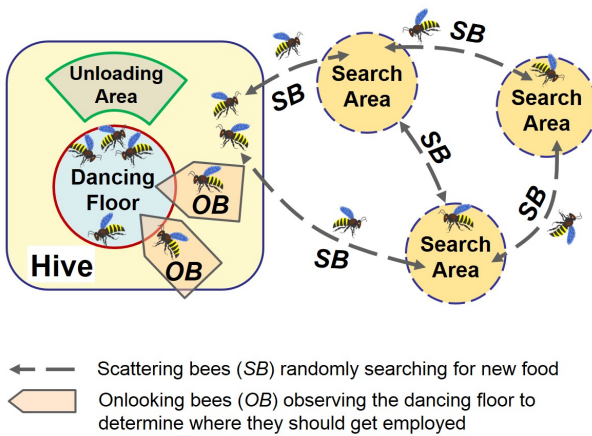 Unloading
Area
Dancing
Floor
OB
OB
Hive
SB
Search
Area
SB
Search
Area
SB
SB
Search
Area
SB
Scattering bees (SB) randomly searching for new food
Onlooking bees (OB) observing the dancing floor to
determine where they should get employed